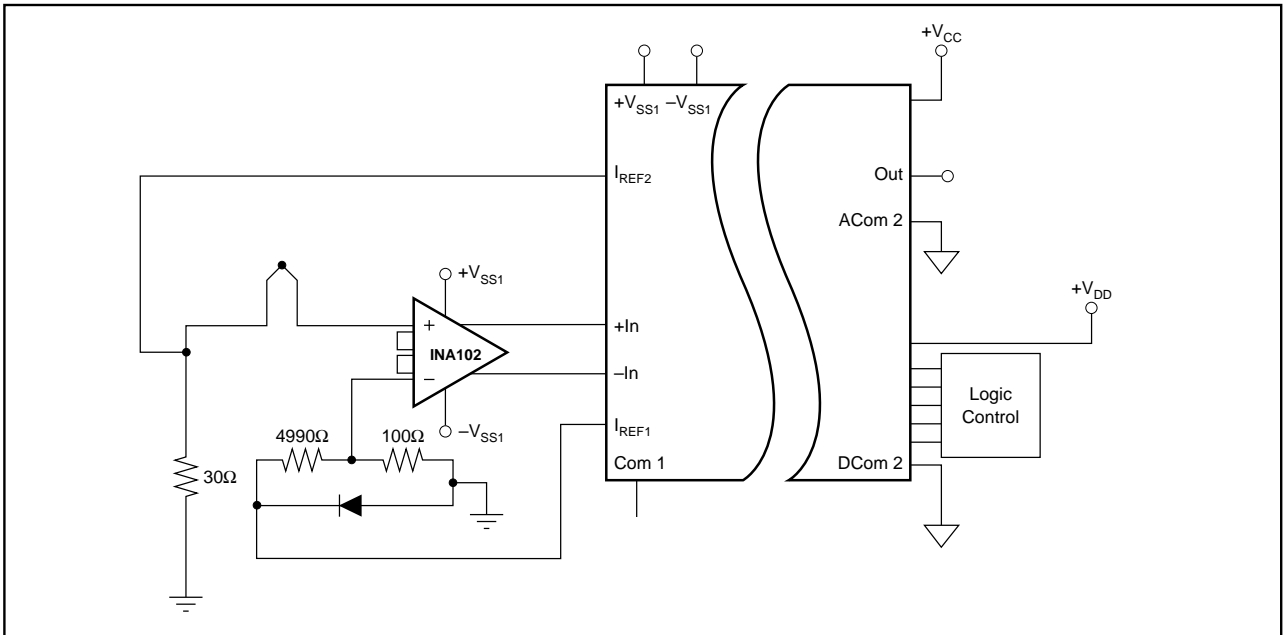 +VCC
+VSS1 −VSS1
IREF2
Out
ACom 2
+VSS1
+VDD
+
INA102
−
+In
−In
Logic
Control
−VSS1
IREF1
4990Ω
100Ω
Com 1
DCom 2
30Ω